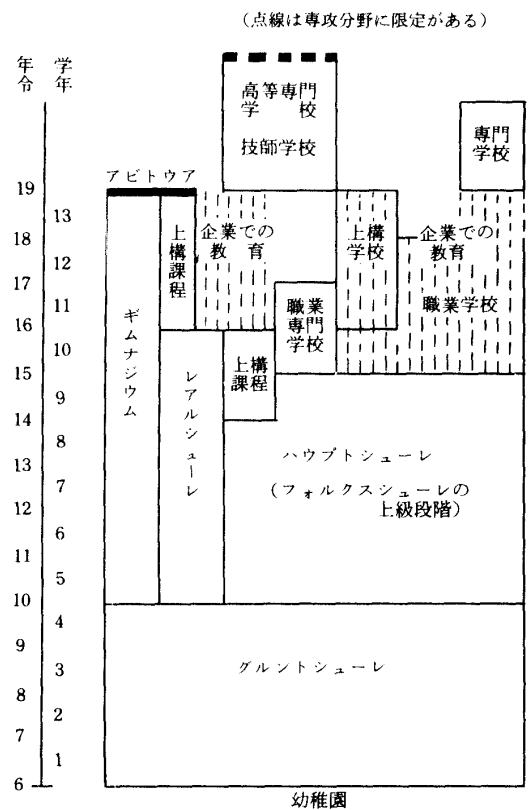 (点線は専攻分野に限定がある)
年令
学年
高等専門
学校
技師学校
専門
学校
アビトウア
19
13
18
12
17
11
16
10
15
9
14
8
13
7
12
6
11
5
10
4
9
3
8
2
7
1
6
上構課程
企業での
教育
上構
学校
企業での
教育
職業学校
職業
専門
学校
上構
課程
ギムナジウム
レアルシューレ
ハウプトシューレ
(フォルクスシューレの
上級段階)
グルントシューレ
幼稚園